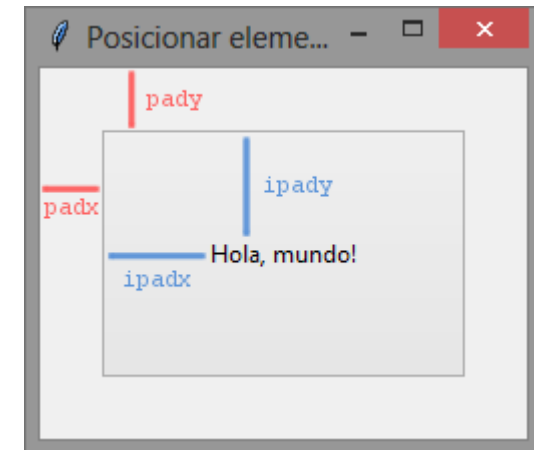 Posicionar eleme...
pady
ipady
padx
Hola, mundo!
ipadx